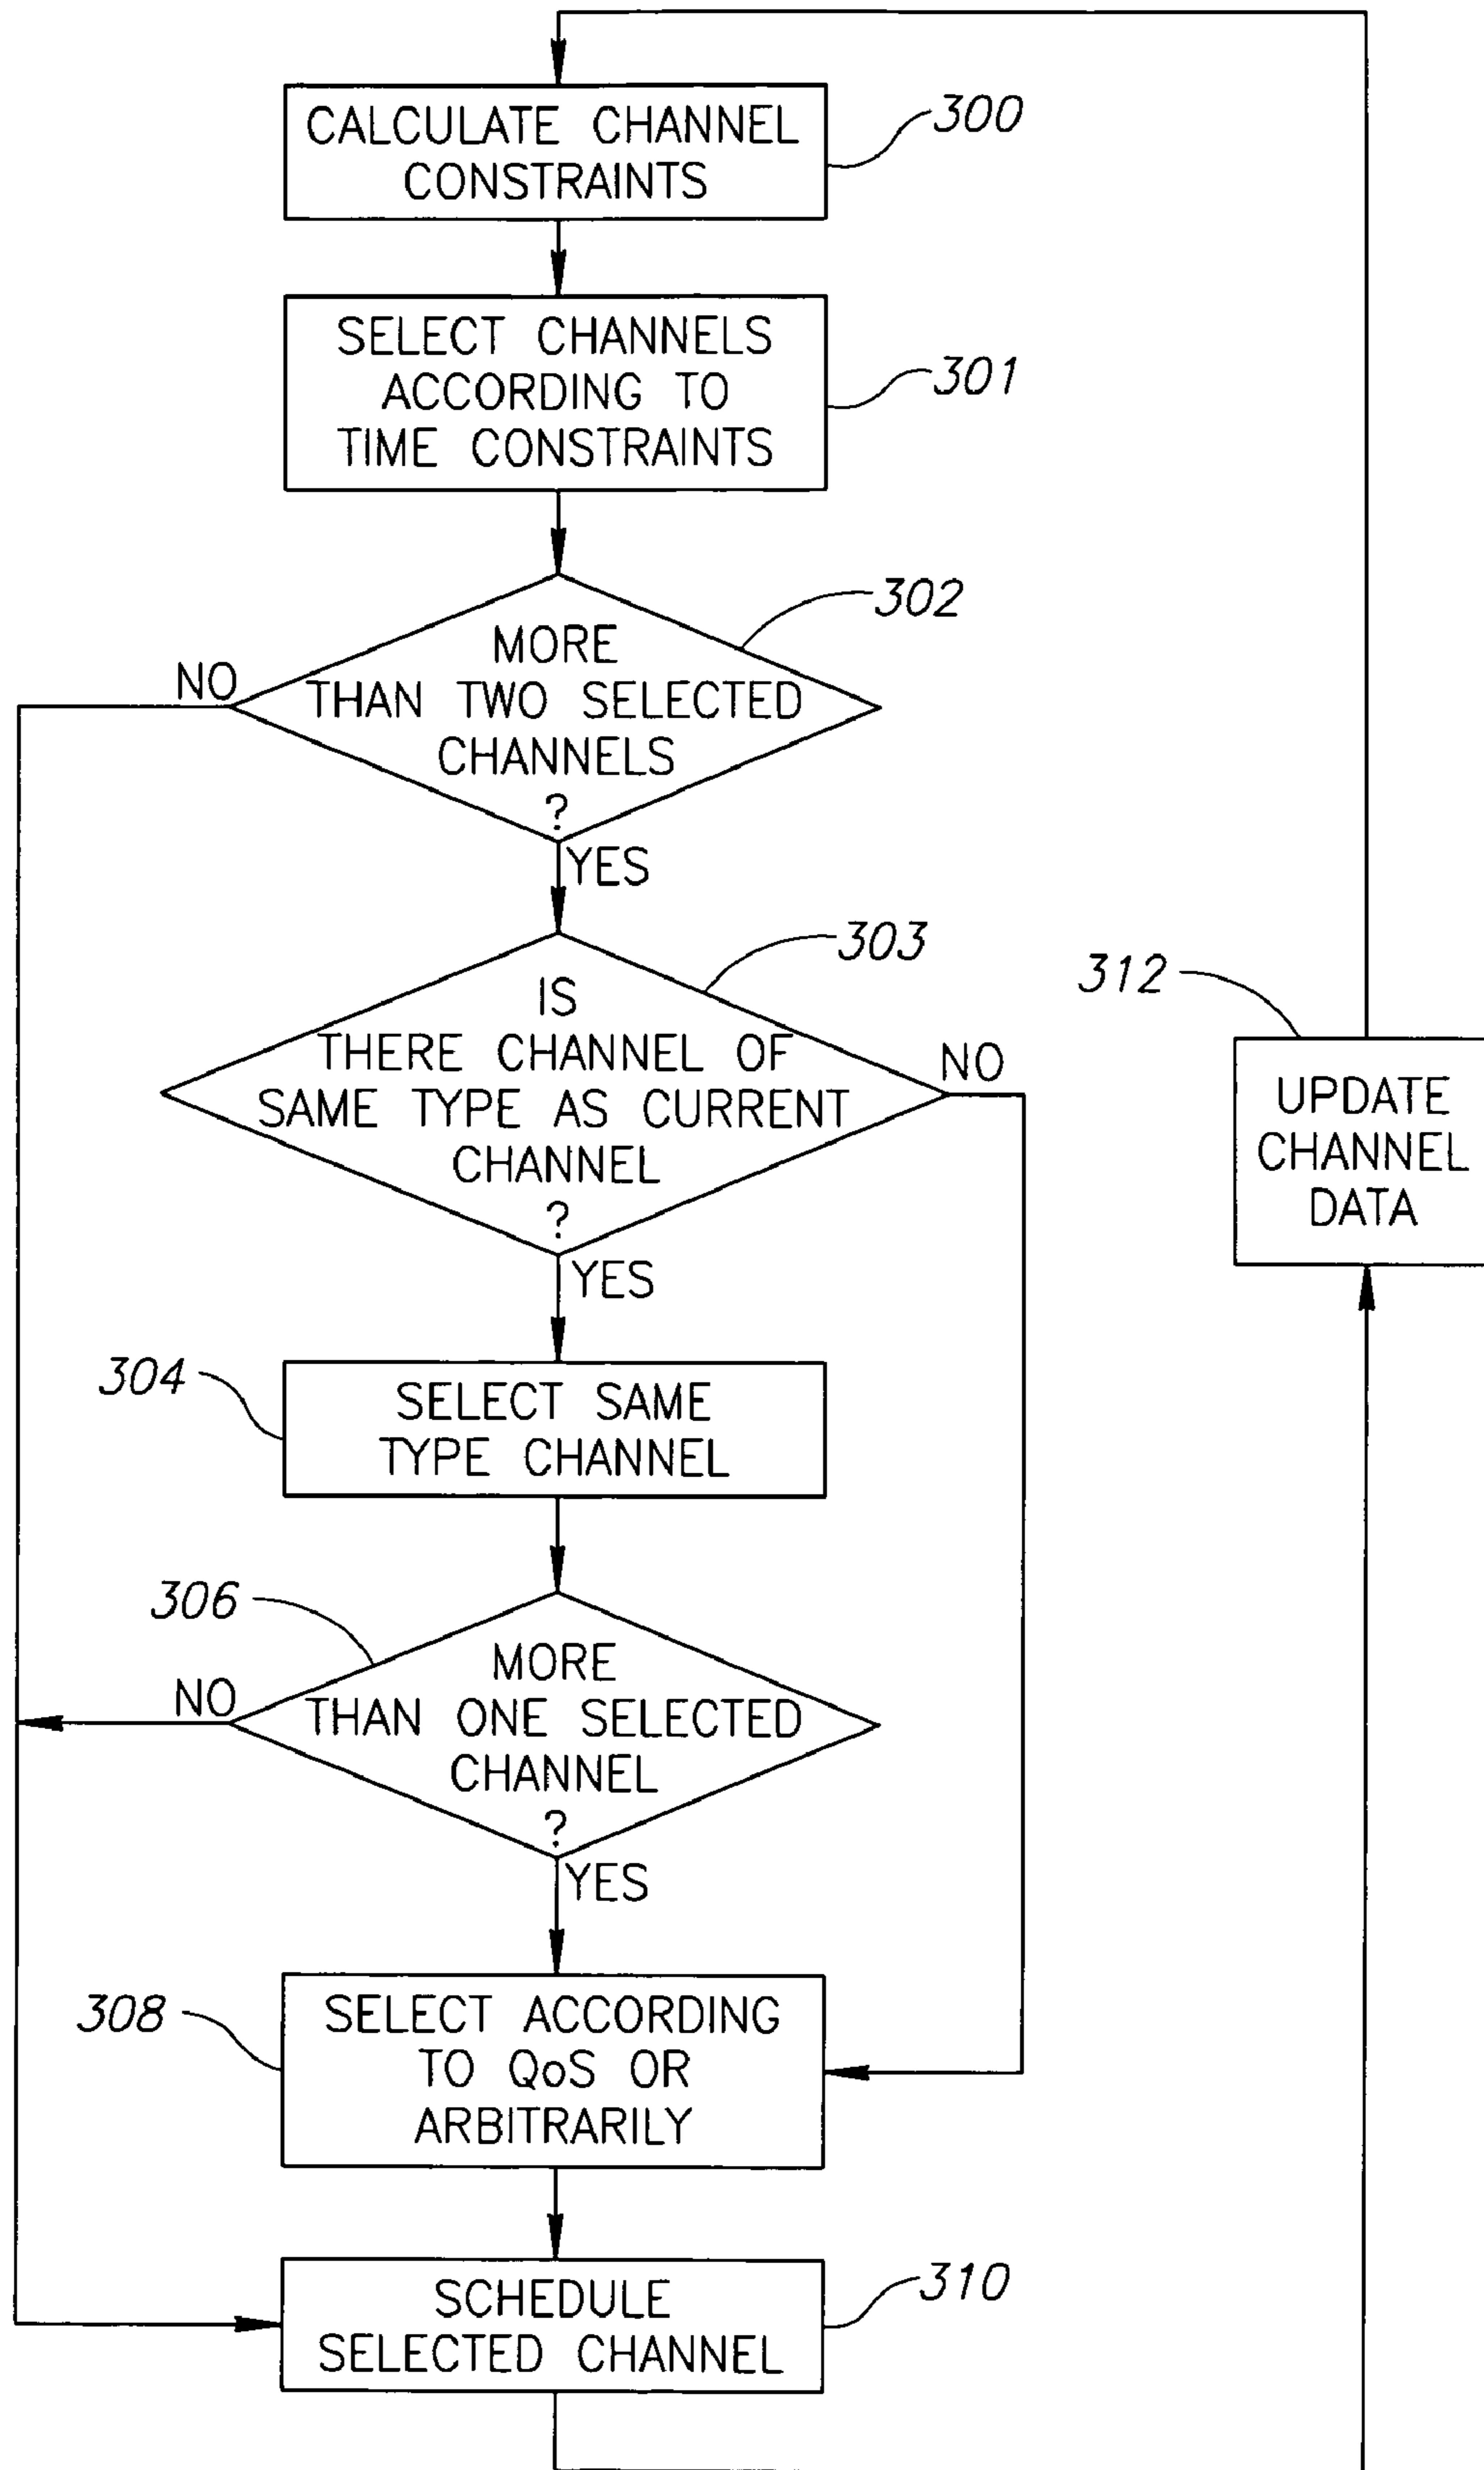 CALCULATE CHANNEL
CONSTRAINTS
300
SELECT CHANNELS
ACCORDING TO
TIME CONSTRAINTS
301
302
MORE
THAN TWO SELECTED
CHANNELS
?
NO
YES
303
IS
THERE CHANNEL OF
SAME TYPE AS CURRENT
CHANNEL
?
NO
YES
312
UPDATE
CHANNEL
DATA
304
SELECT SAME
TYPE CHANNEL
306
MORE
THAN ONE SELECTED
CHANNEL
?
NO
YES
308
SELECT ACCORDING
TO QoS OR
ARBITRARILY
SCHEDULE
SELECTED CHANNEL
310